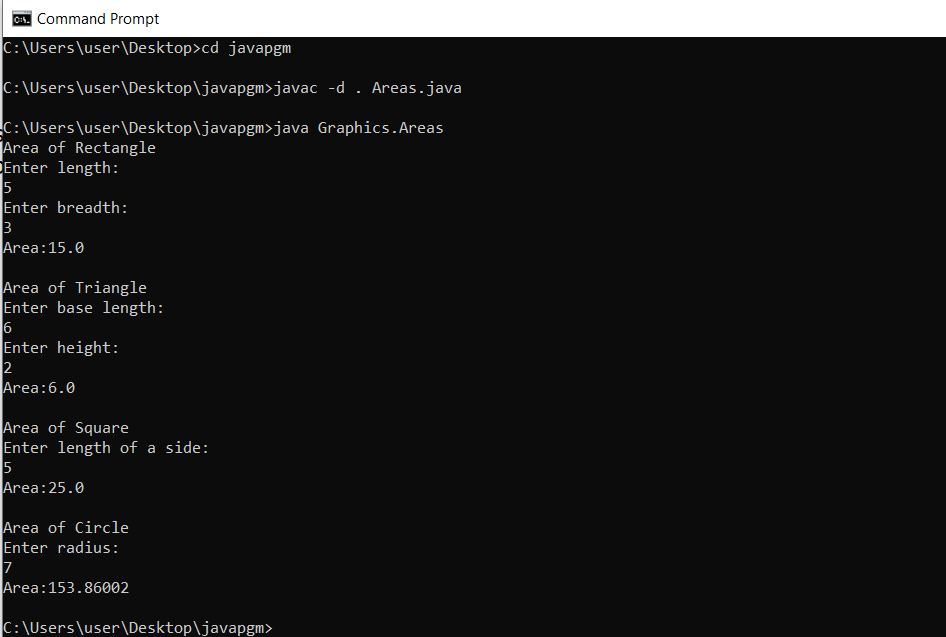 Command Prompt
C:\Users\user\Desktop>cd javapgm
C:\Users\user\Desktop\javapgm>javac -d . Areas.java
C:\Users\user\Desktop\javapgm>java Graphics.Areas
Area of Rectangle
Enter length:
5
Enter breadth:
3
Area:15.0
Area of Triangle
Enter base length:
6
Enter height:
2
Area:6.0
Area of Square
Enter length of a side:
5
Area:25.0
Area of Circle
Enter radius:
7
Area:153.86002
C:\Users\user\Desktop\javapgm>